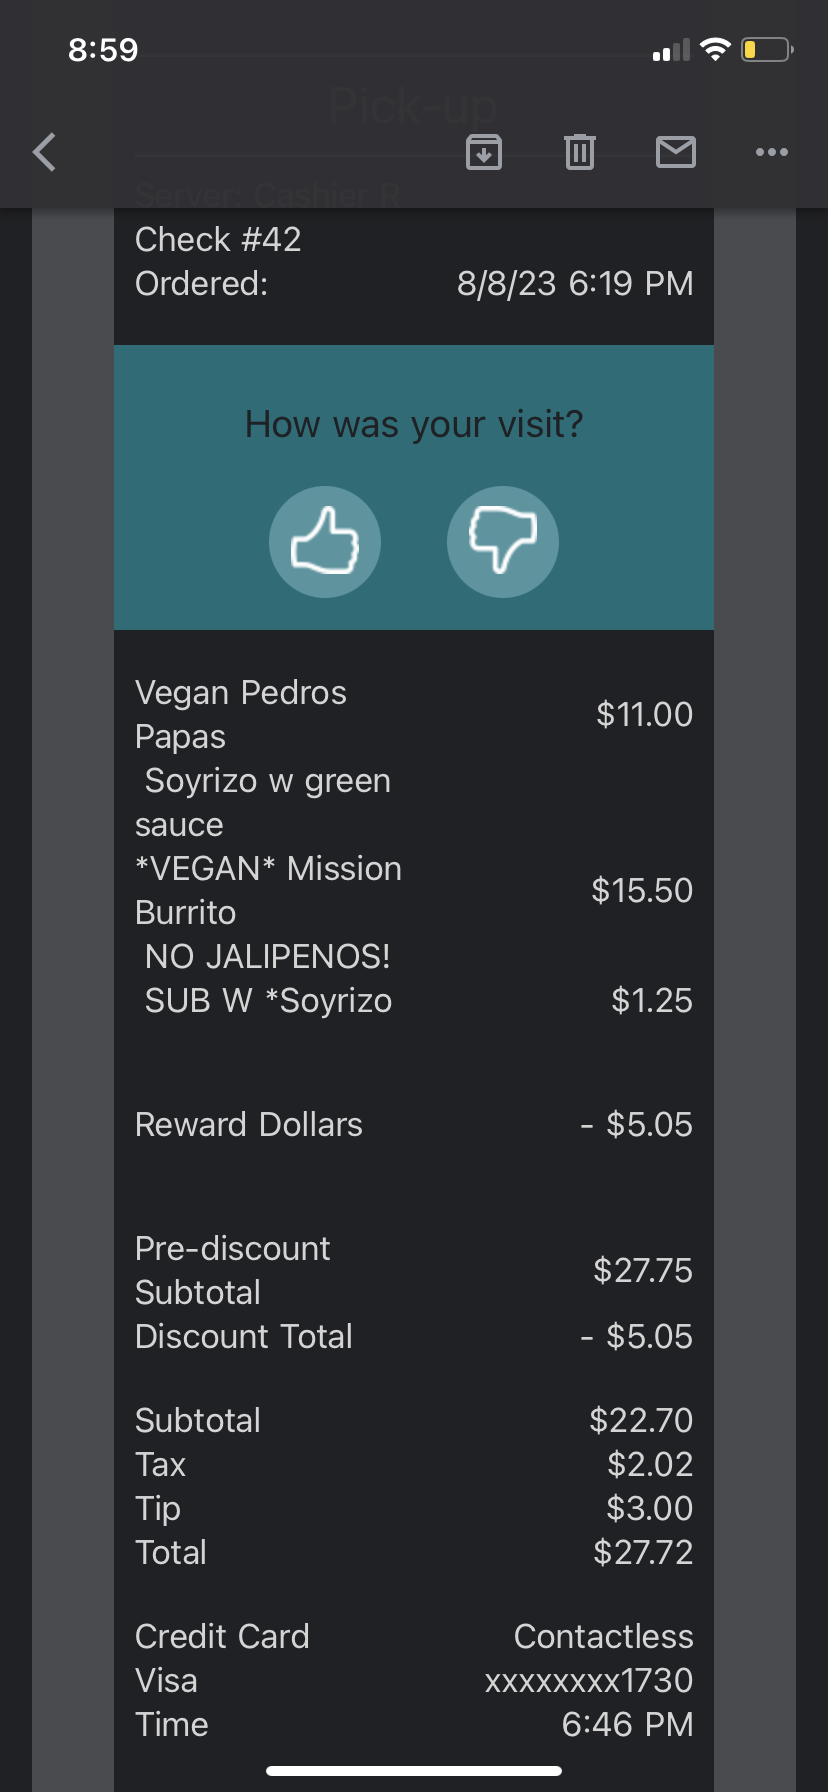 8:59
Pick-up
Server: Cashier R
Check #42
Ordered: 8/8/23 6:19 PM
How was your visit?
Vegan Pedros
Papas $11.00
Soyrizo w green
sauce
*VEGAN* Mission
Burrito $15.50
NO JALIPENOS!
SUB W *Soyrizo $1.25
Reward Dollars - $5.05
Pre-discount
Subtotal $27.75
Discount Total - $5.05
Subtotal $22.70
Tax $2.02
Tip $3.00
Total $27.72
Credit Card Contactless
Visa xxxxxxxx1730
Time 6:46 PM